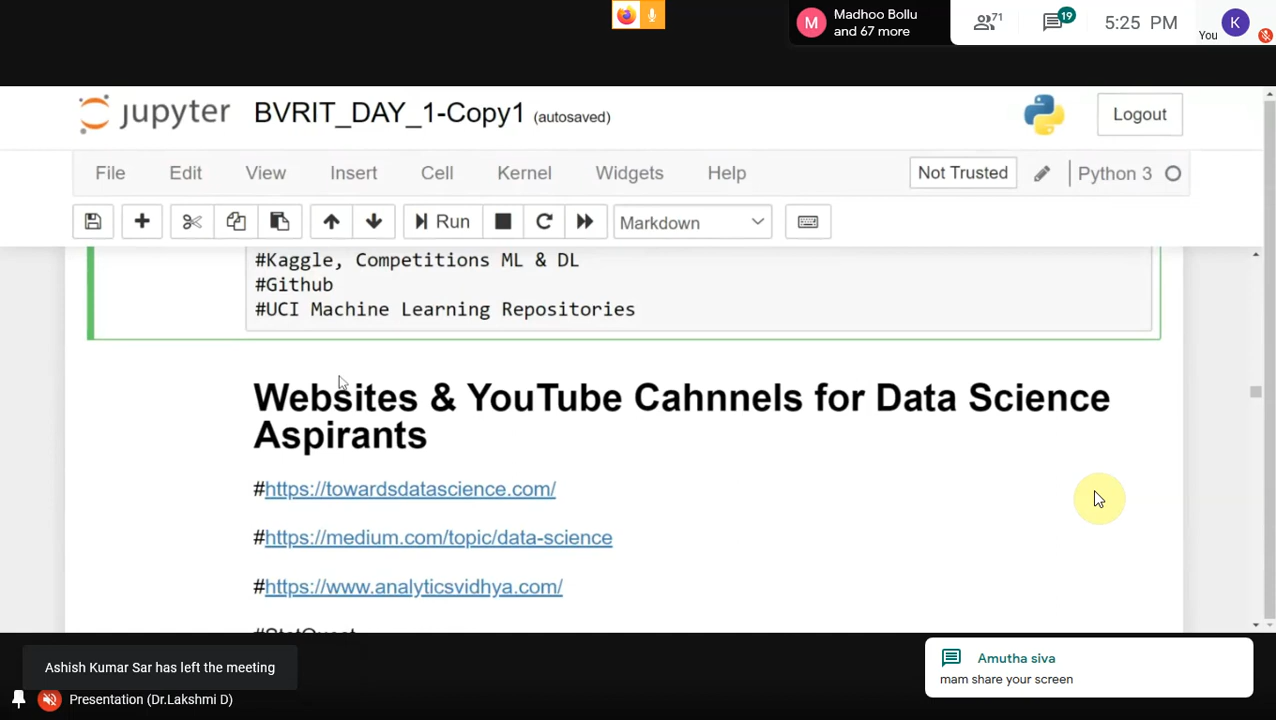 Madhoo Bollu
and 67 more
M
71
19
5:25 PM
K
You
jupyter BVRIT_DAY_1-Copy1 (autosaved)
Logout
File Edit View Insert Cell Kernel Widgets Help
Not Trusted
Python 3
Run
Markdown
#Kaggle, Competitions ML & DL
#Github
#UCI Machine Learning Repositories
Websites & YouTube Cahnnels for Data Science
Aspirants
#https://towardsdatascience.com/
#https://medium.com/topic/data-science
#https://www.analyticsvidhya.com/
#StatQuest
Ashish Kumar Sar has left the meeting
Presentation (Dr.Lakshmi D)
Amutha siva
mam share your screen